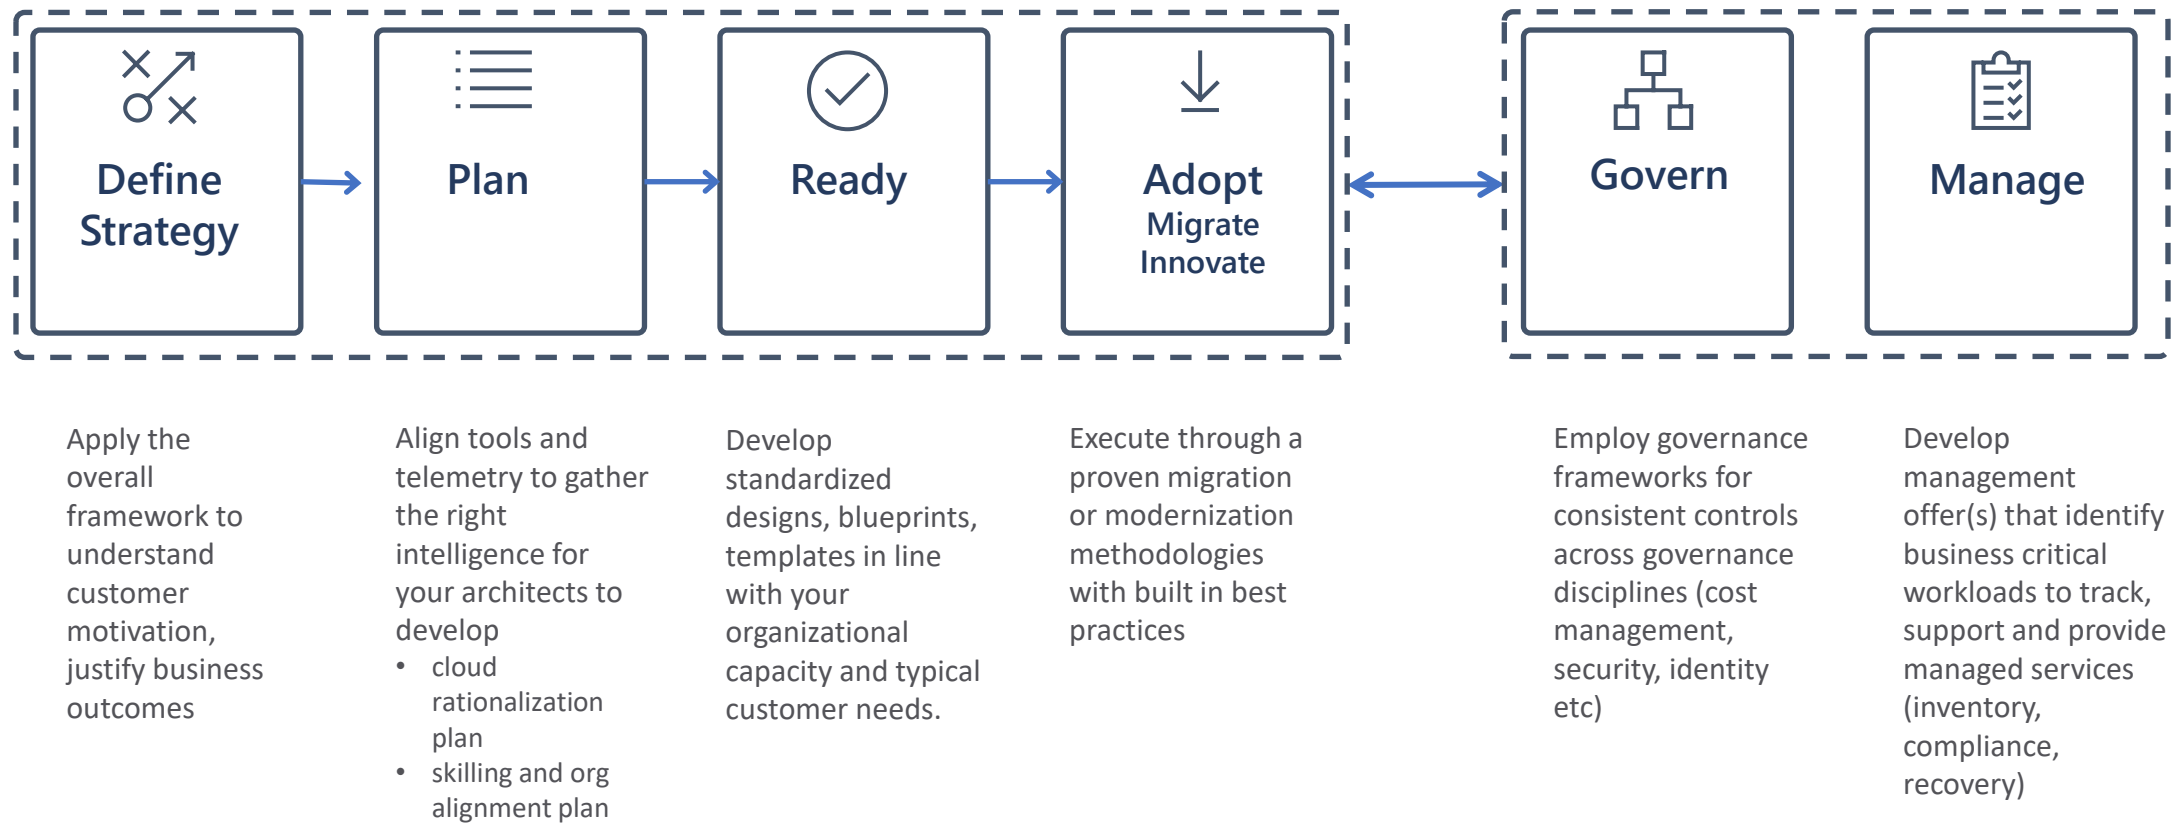 Define
Strategy
Plan
Ready
Adopt
Migrate
Innovate
Govern
Manage
Apply the
overall
framework to
understand
customer
motivation,
justify business
outcomes
Align tools and
telemetry to gather
the right
intelligence for
your architects to
develop
• cloud
rationalization
plan
• skilling and org
alignment plan
Develop
standardized
designs, blueprints,
templates in line
with your
organizational
capacity and typical
customer needs.
Execute through a
proven migration
or modernization
methodologies
with built in best
practices
Employ governance
frameworks for
consistent controls
across governance
disciplines (cost
management,
security, identity
etc)
Develop
management
offer(s) that identify
business critical
workloads to track,
support and provide
managed services
(inventory,
compliance,
recovery)